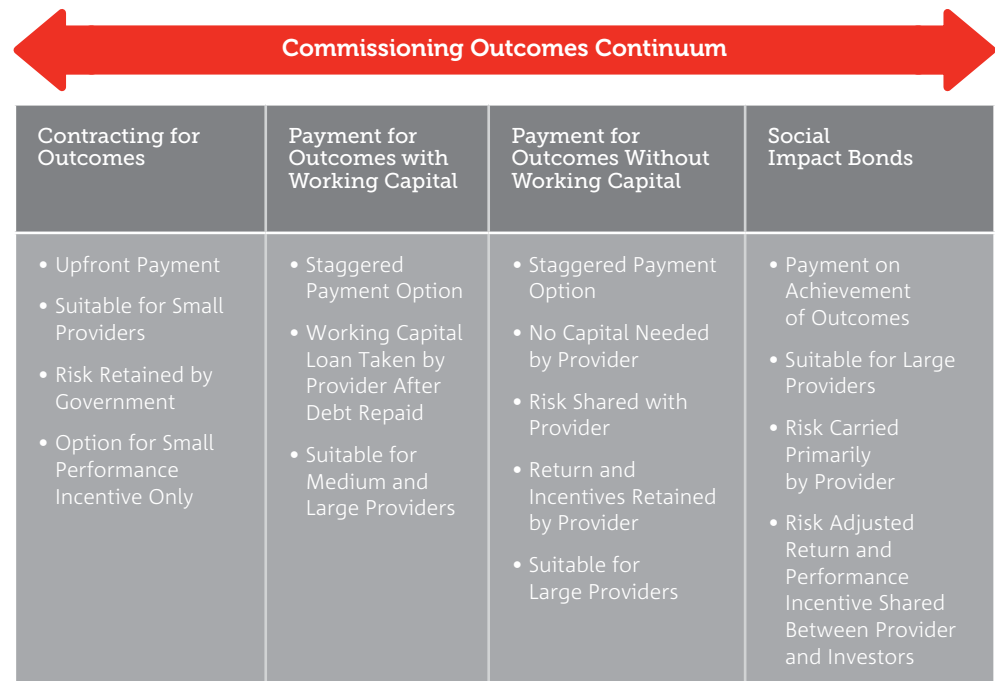 Commissioning Outcomes Continuum
Contracting for
Outcomes
Payment for
Outcomes with
Working Capital
Payment for
Outcomes Without
Working Capital
Social
Impact Bonds
• Upfront Payment
• Suitable for Small
Providers
• Risk Retained by
Government
• Option for Small
Performance
Incentive Only
• Staggered
Payment Option
• Working Capital
Loan Taken by
Provider After
Debt Repaid
• Suitable for
Medium and
Large Providers
• Staggered Payment
Option
• No Capital Needed
by Provider
• Risk Shared with
Provider
• Return and
Incentives Retained
by Provider
• Suitable for
Large Providers
• Payment on
Achievement
of Outcomes
• Suitable for Large
Providers
• Risk Carried
Primarily
by Provider
• Risk Adjusted
Return and
Performance
Incentive Shared
Between Provider
and Investors